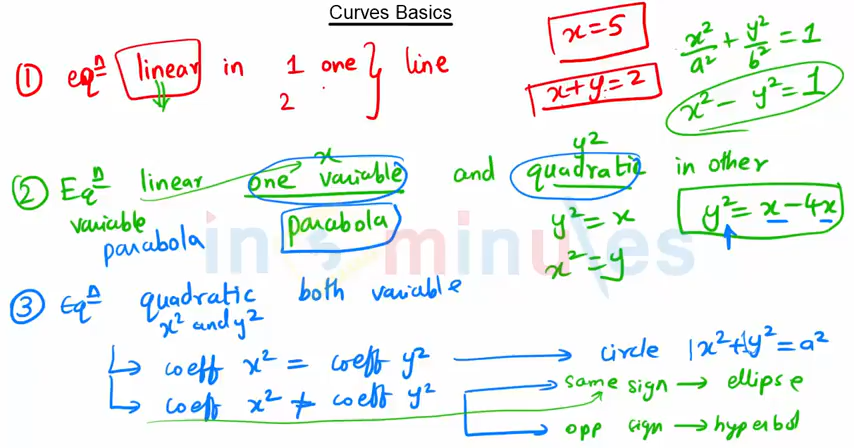 Curves Basics
① eqⁿ linear in 1 one } line
2
x = 5
x + y = 2
x²/a² + y²/b² = 1
x² - y² = 1
x y²
② Eqⁿ linear one variable and quadratic in other
variable parabola
parabola
y² = x
x² = y
y² = x - 4x
in 5 minutes
③ Eqⁿ quadratic both variable
x² and y²
↳ coeff x² = coeff y² → circle 1x² + 1y² = a²
↳ coeff x² ≠ coeff y²
same sign → ellipse
opp sign → hyperbol